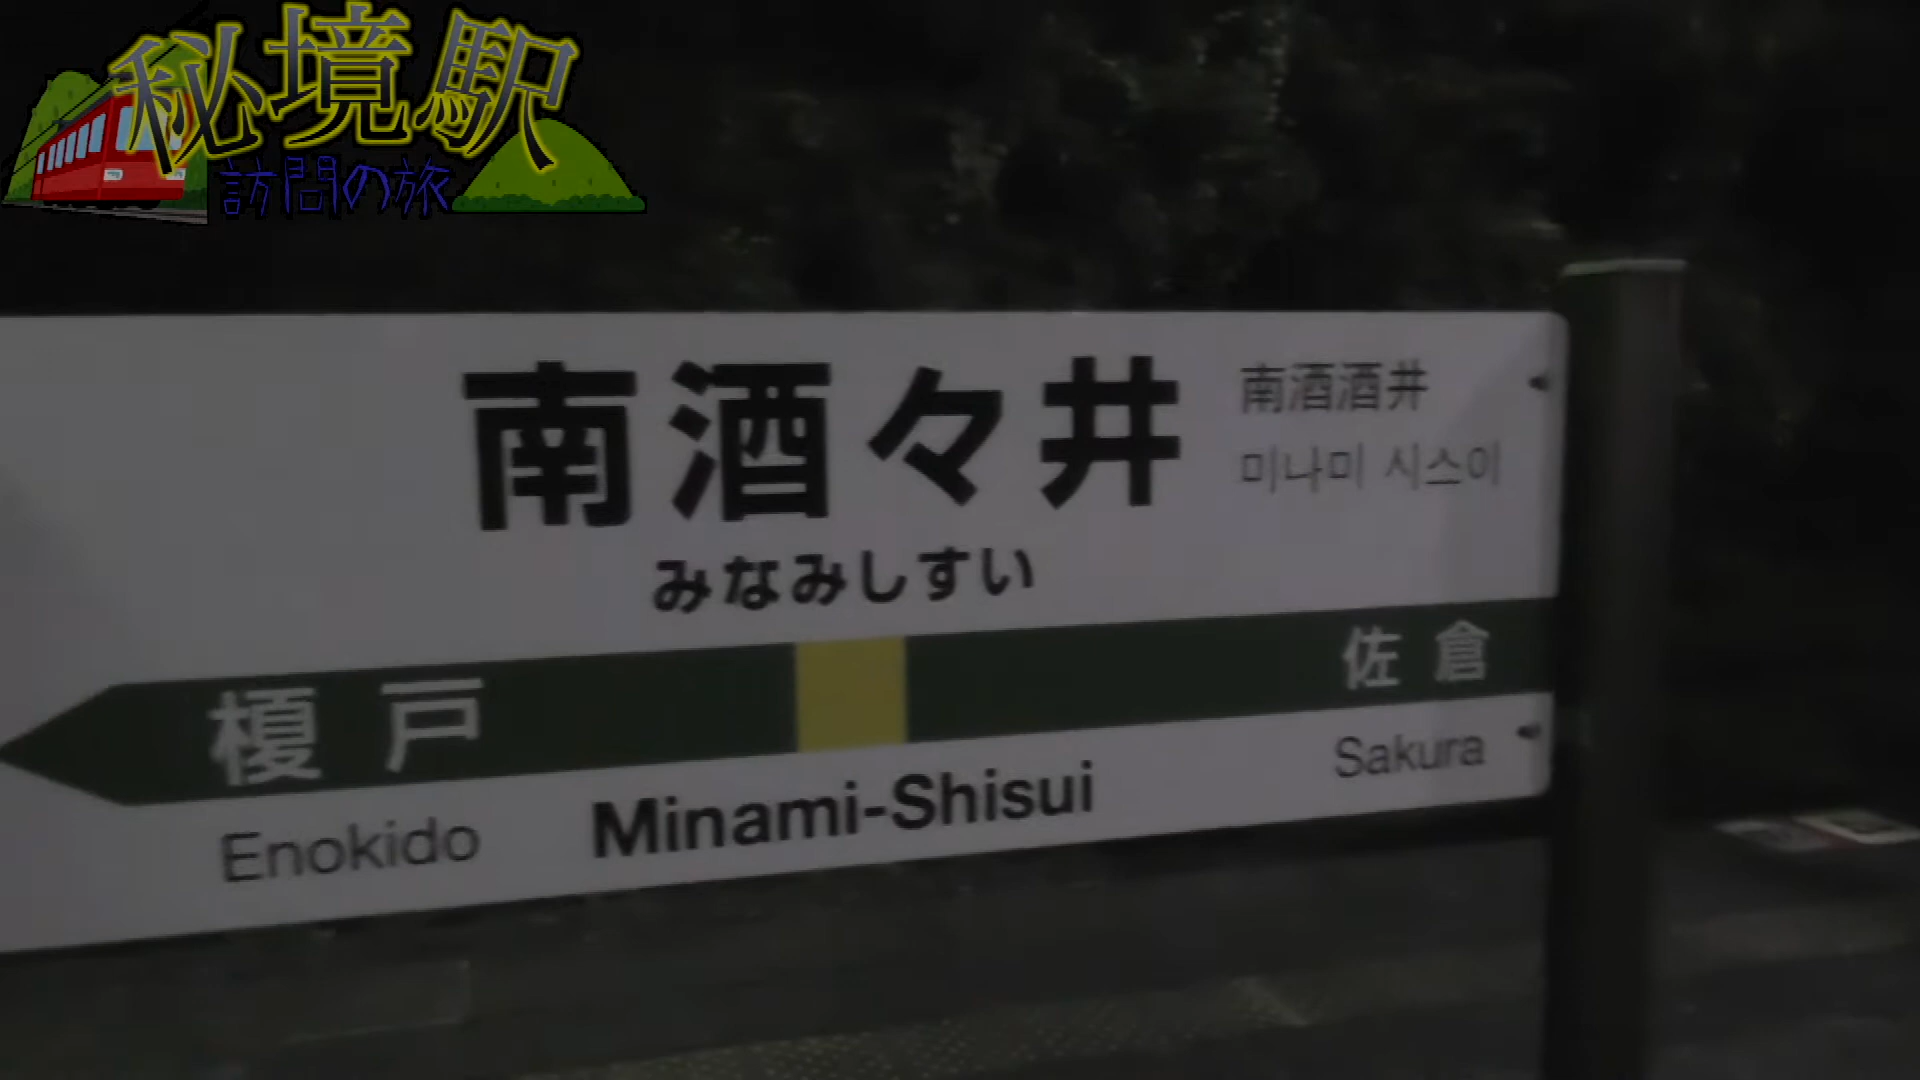 秘境駅
訪問の旅
南酒々井
南酒酒井
미나미 시스이
みなみしすい
榎戸
佐倉
Enokido
Minami-Shisui
Sakura